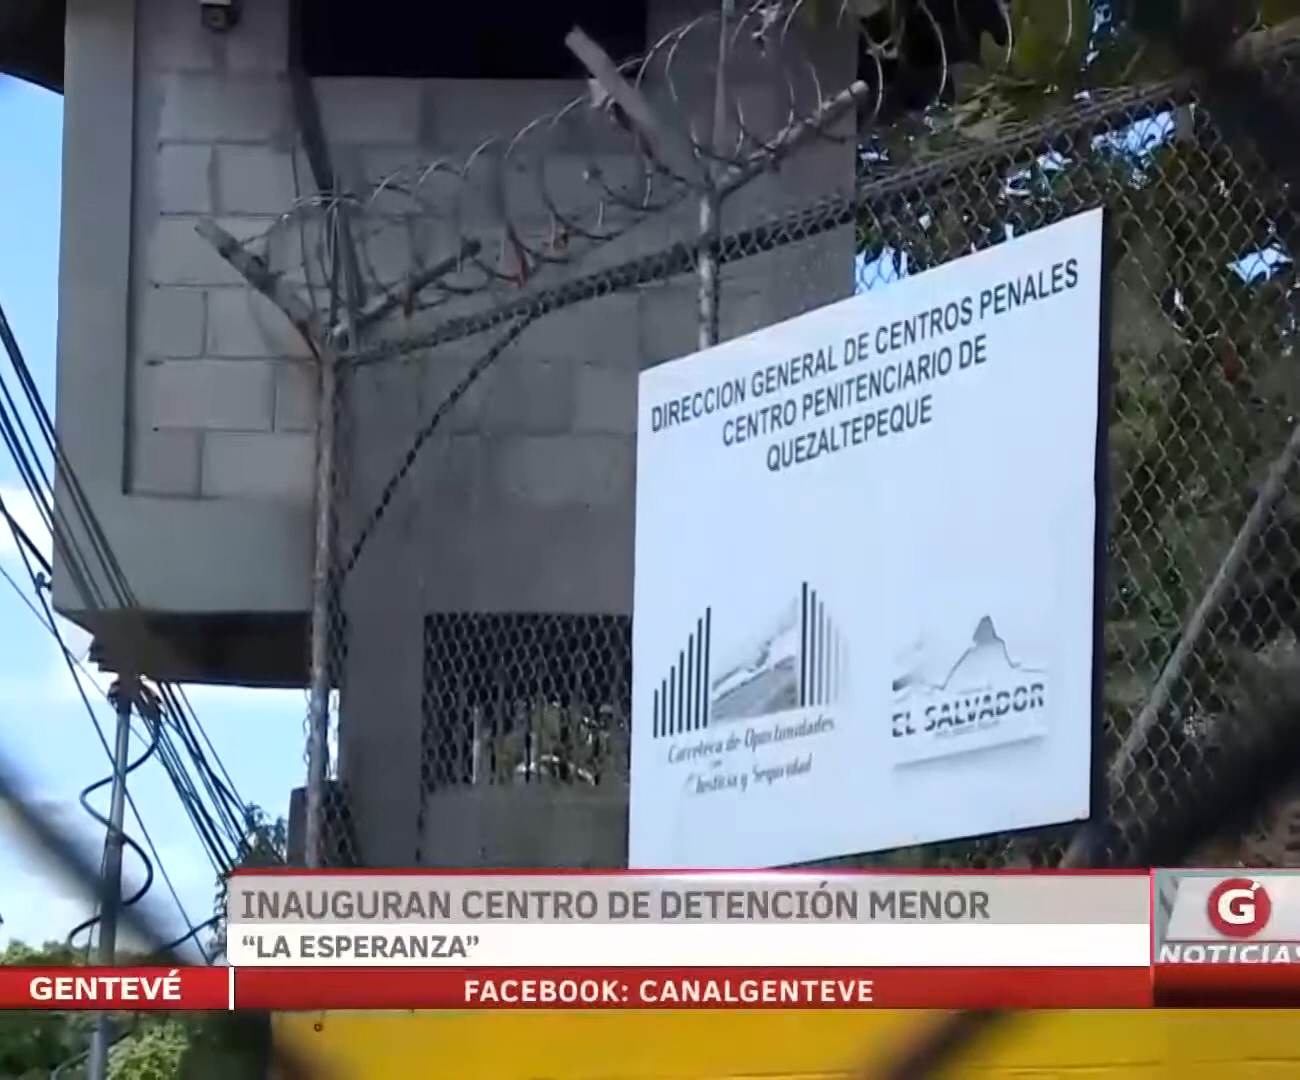 DIRECCION GENERAL DE CENTROS PENALES
CENTRO PENITENCIARIO DE
QUEZALTEPEQUE
Carretera de Oportunidades
Justicia y Seguridad
EL SALVADOR
INAUGURAN CENTRO DE DETENCIÓN MENOR
“LA ESPERANZA”
G
NOTICIAS
GENTEVÉ
FACEBOOK: CANALGENTEVE